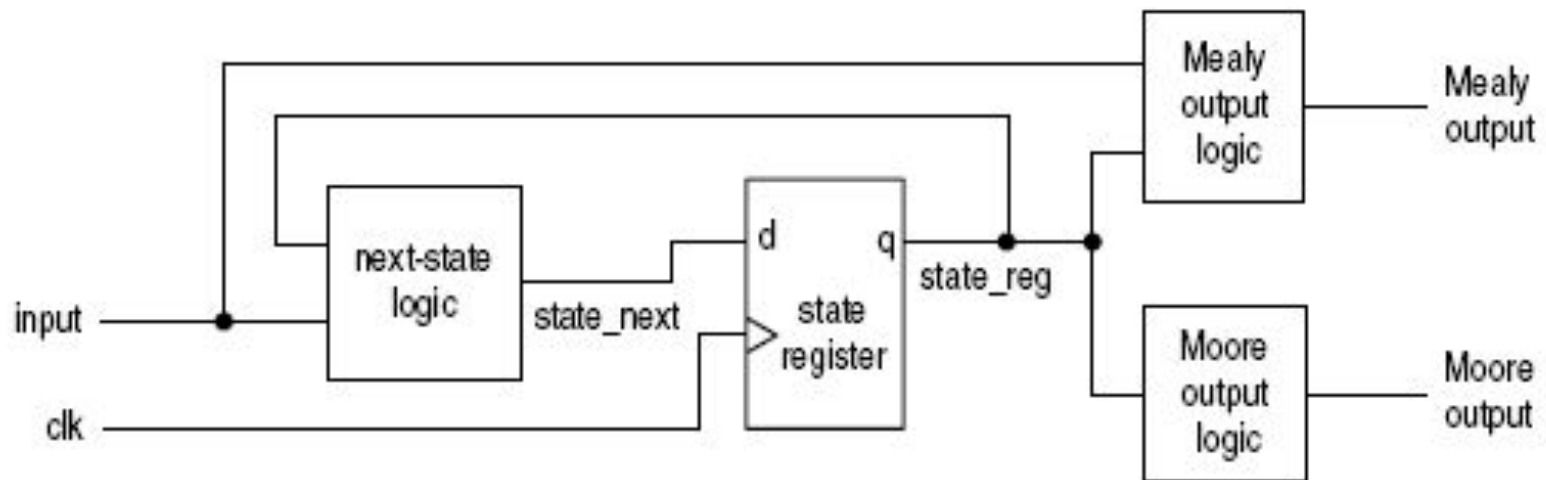 Mealy
output
logic
Mealy
output
next-state
logic
state_next
d
q
state_reg
state
register
input
clk
Moore
output
logic
Moore
output